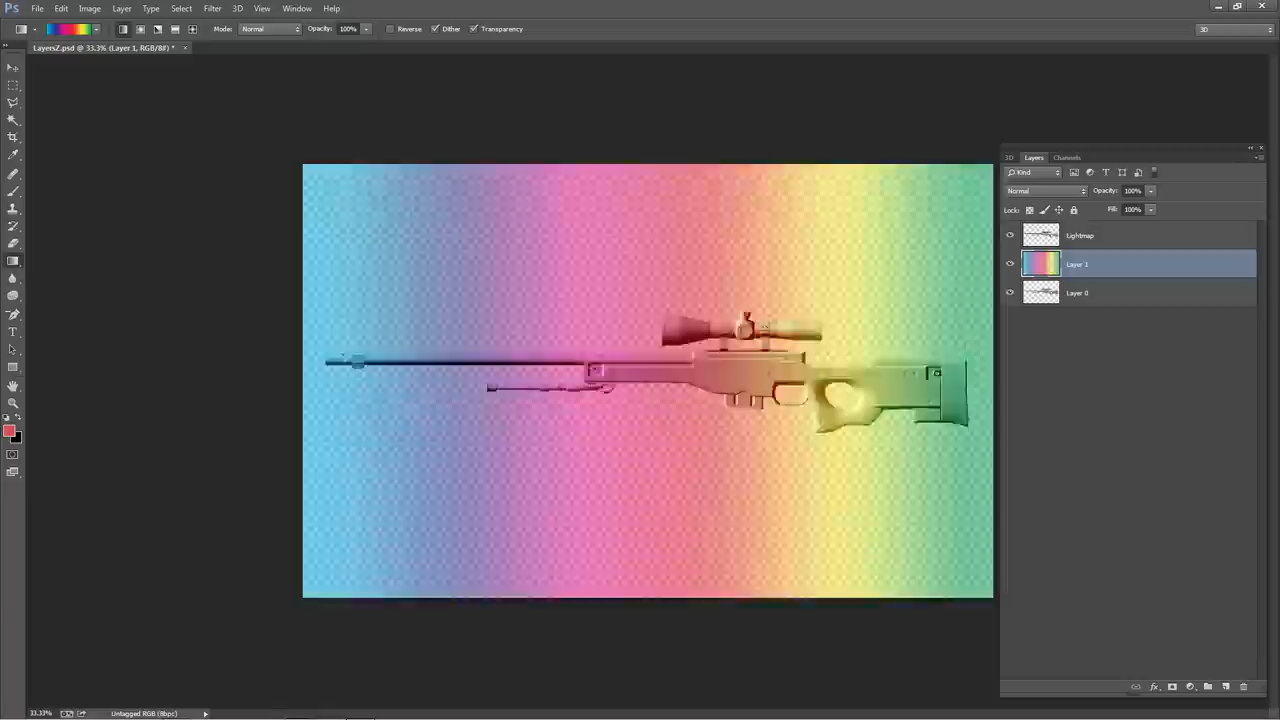 Ps File Edit Image Layer Type Select Filter 3D View Window Help
Mode: Normal Opacity: 100% Reverse Dither Transparency 3D
LayersZ.psd @ 33.3% (Layer 1, RGB/8#) * ×
3D Layers Channels
Kind
Normal Opacity: 100%
Lock: Fill: 100%
Lightmap
Layer 1
Layer 0
33.33% Untagged RGB (8bpc)